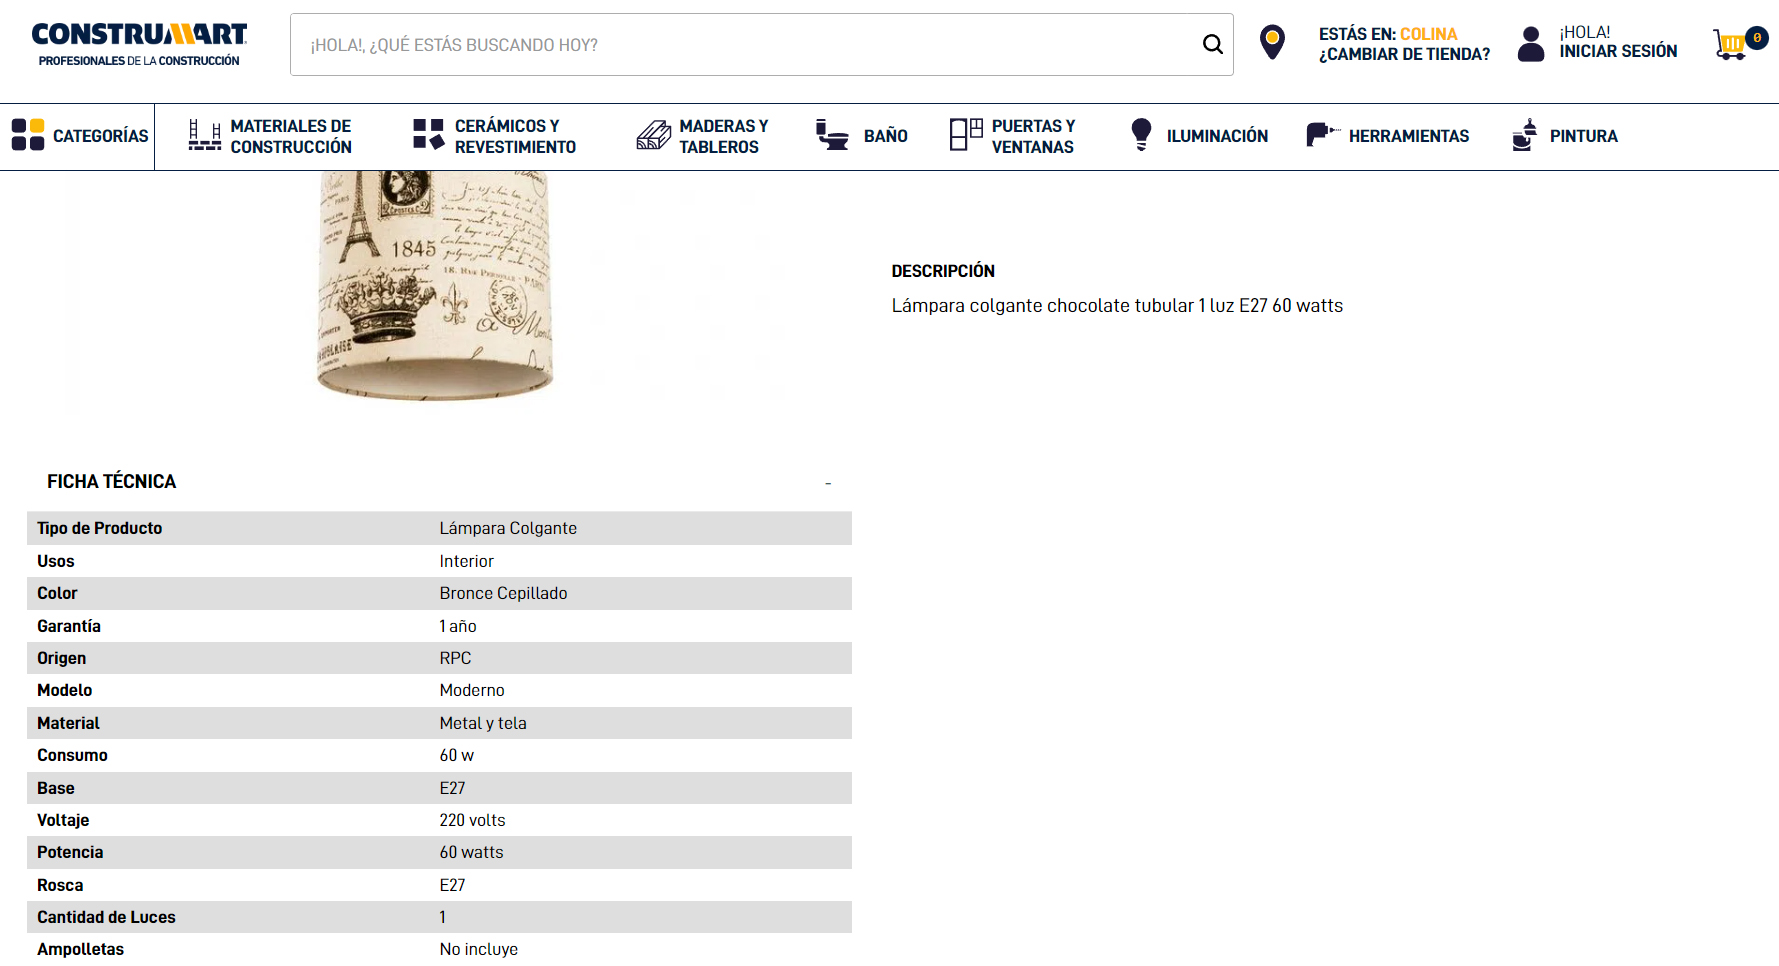 CONSTRUMART
PROFESIONALES DE LA CONSTRUCCIÓN
¡HOLA!, ¿QUÉ ESTÁS BUSCANDO HOY?
ESTÁS EN: COLINA
¿CAMBIAR DE TIENDA?
¡HOLA!
INICIAR SESIÓN
0
CATEGORÍAS
MATERIALES DE
CONSTRUCCIÓN
CERÁMICOS Y
REVESTIMIENTO
MADERAS Y
TABLEROS
BAÑO
PUERTAS Y
VENTANAS
ILUMINACIÓN
HERRAMIENTAS
PINTURA
PARIS
1845
DESCRIPCIÓN
Lámpara colgante chocolate tubular 1 luz E27 60 watts
FICHA TÉCNICA
-
Tipo de Producto Lámpara Colgante
Usos Interior
Color Bronce Cepillado
Garantía 1 año
Origen RPC
Modelo Moderno
Material Metal y tela
Consumo 60 w
Base E27
Voltaje 220 volts
Potencia 60 watts
Rosca E27
Cantidad de Luces 1
Ampolletas No incluye